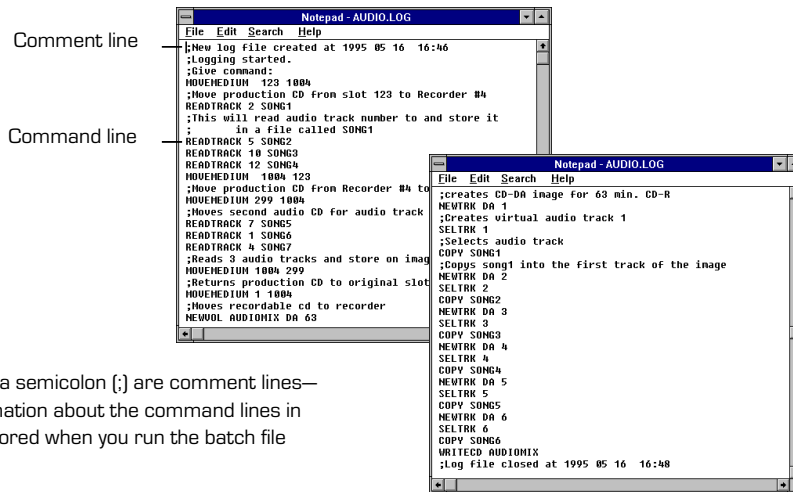 Comment line
Command line
Notepad - AUDIO.LOG
File Edit Search Help
;New log file created at 1995 05 16 16:46
;Logging started.
;Give command:
MOVEMEDIUM 123 1004
;Move production CD from slot 123 to Recorder #4
READTRACK 2 SONG1
;This will read audio track number to and store it
; in a file called SONG1
READTRACK 5 SONG2
READTRACK 10 SONG3
READTRACK 12 SONG4
MOVEMEDIUM 1004 123
;Move production CD from Recorder #4 to
MOVEMEDIUM 299 1004
;Moves second audio CD for audio track
READTRACK 7 SONG5
READTRACK 1 SONG6
READTRACK 4 SONG7
;Reads 3 audio tracks and store on imag
MOVEMEDIUM 1004 299
;Returns production CD to original slot
MOVEMEDIUM 1 1004
;Moves recordable cd to recorder
NEWVOL AUDIOMIX DA 63
Notepad - AUDIO.LOG
File Edit Search Help
;creates CD-DA image for 63 min. CD-R
NEWTRK DA 1
;Creates virtual audio track 1
SELTRK 1
;Selects audio track
COPY SONG1
;Copys song1 into the first track of the image
NEWTRK DA 2
SELTRK 2
COPY SONG2
NEWTRK DA 3
SELTRK 3
COPY SONG3
NEWTRK DA 4
SELTRK 4
COPY SONG4
NEWTRK DA 5
SELTRK 5
COPY SONG5
NEWTRK DA 6
SELTRK 6
COPY SONG6
WRITECD AUDIOMIX
;Log file closed at 1995 05 16 16:48
a semicolon (;) are comment lines—
nation about the command lines in
ored when you run the batch file